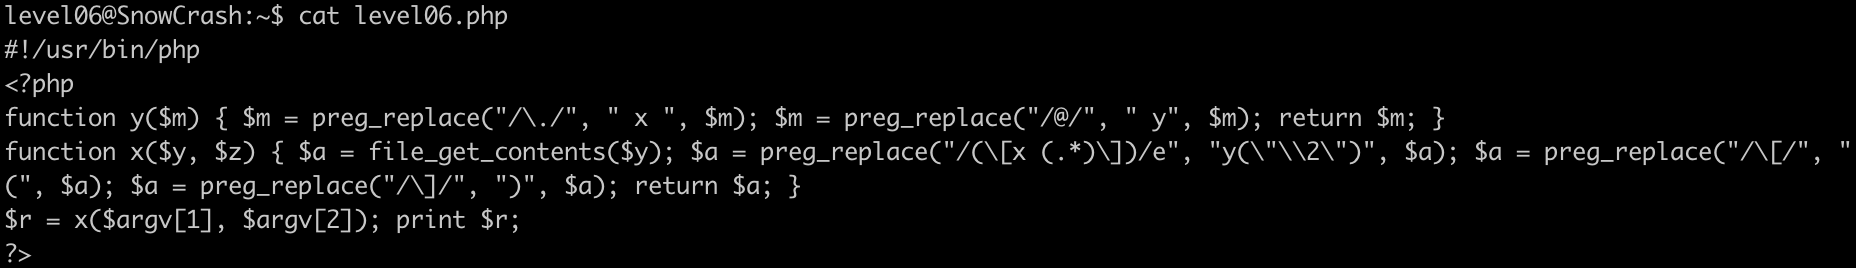 level06@SnowCrash:~$ cat level06.php
#!/usr/bin/php
<?php
function y($m) { $m = preg_replace("/\./", " x ", $m); $m = preg_replace("/@/", " y", $m); return $m; }
function x($y, $z) { $a = file_get_contents($y); $a = preg_replace("/(\[x (.*)\])/e", "y(\"\\2\")", $a); $a = preg_replace("/\[/", "
(", $a); $a = preg_replace("/\]/", ")", $a); return $a; }
$r = x($argv[1], $argv[2]); print $r;
?>